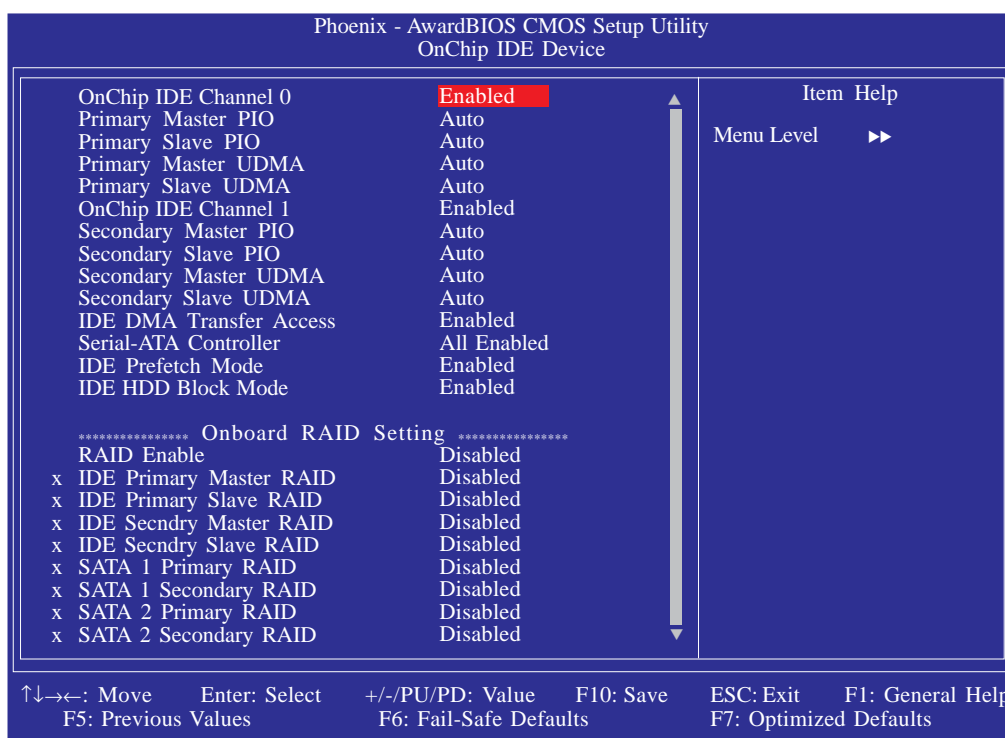 Phoenix - AwardBIOS CMOS Setup Utility
OnChip IDE Device
OnChip IDE Channel 0 Enabled
Primary Master PIO Auto
Primary Slave PIO Auto
Primary Master UDMA Auto
Primary Slave UDMA Auto
OnChip IDE Channel 1 Enabled
Secondary Master PIO Auto
Secondary Slave PIO Auto
Secondary Master UDMA Auto
Secondary Slave UDMA Auto
IDE DMA Transfer Access Enabled
Serial-ATA Controller All Enabled
IDE Prefetch Mode Enabled
IDE HDD Block Mode Enabled
**************** Onboard RAID Setting ****************
RAID Enable Disabled
x IDE Primary Master RAID Disabled
x IDE Primary Slave RAID Disabled
x IDE Secndry Master RAID Disabled
x IDE Secndry Slave RAID Disabled
x SATA 1 Primary RAID Disabled
x SATA 1 Secondary RAID Disabled
x SATA 2 Primary RAID Disabled
x SATA 2 Secondary RAID Disabled
Item Help
Menu Level ▶▶
↑↓→←: Move Enter: Select +/-/PU/PD: Value F10: Save ESC: Exit F1: General Help
F5: Previous Values F6: Fail-Safe Defaults F7: Optimized Defaults